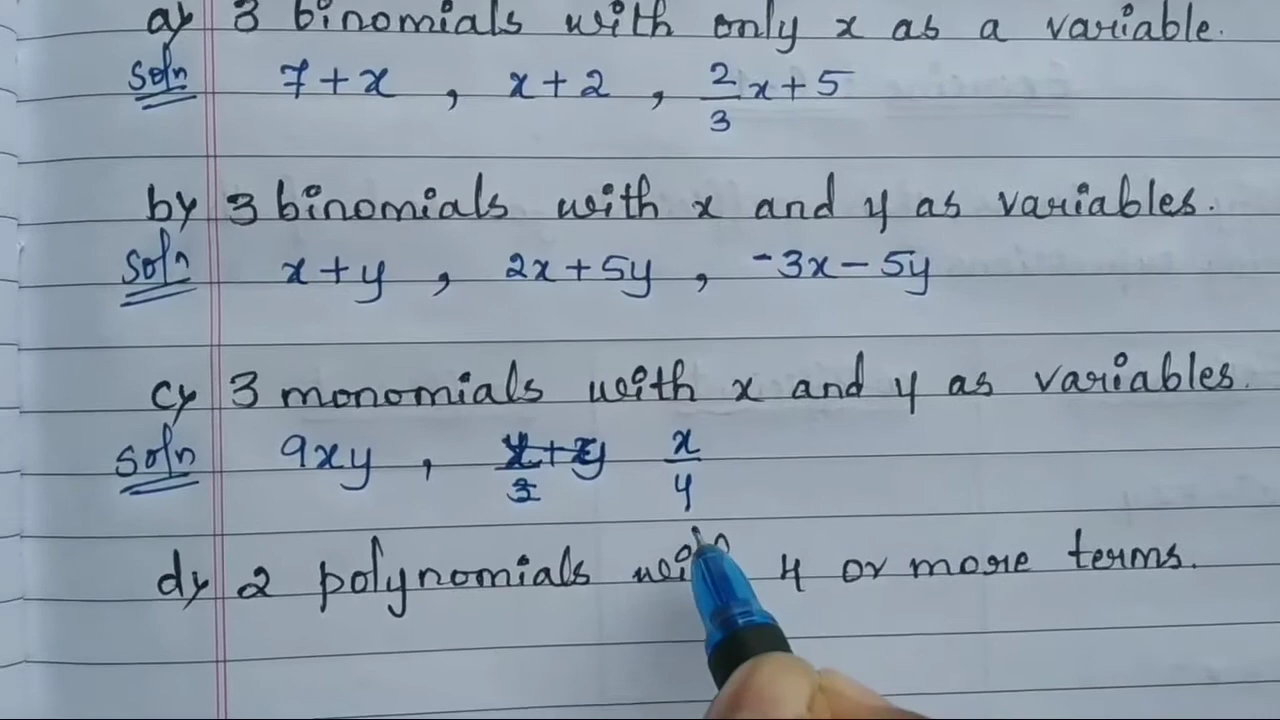 a) 3 binomials with only x as a variable.
Soln 7 + x , x + 2 , 2/3 x + 5
b) 3 binomials with x and y as variables.
Soln x + y , 2x + 5y , -3x - 5y
c) 3 monomials with x and y as variables.
Soln 9xy , x/y
d) 2 polynomials with 4 or more terms.